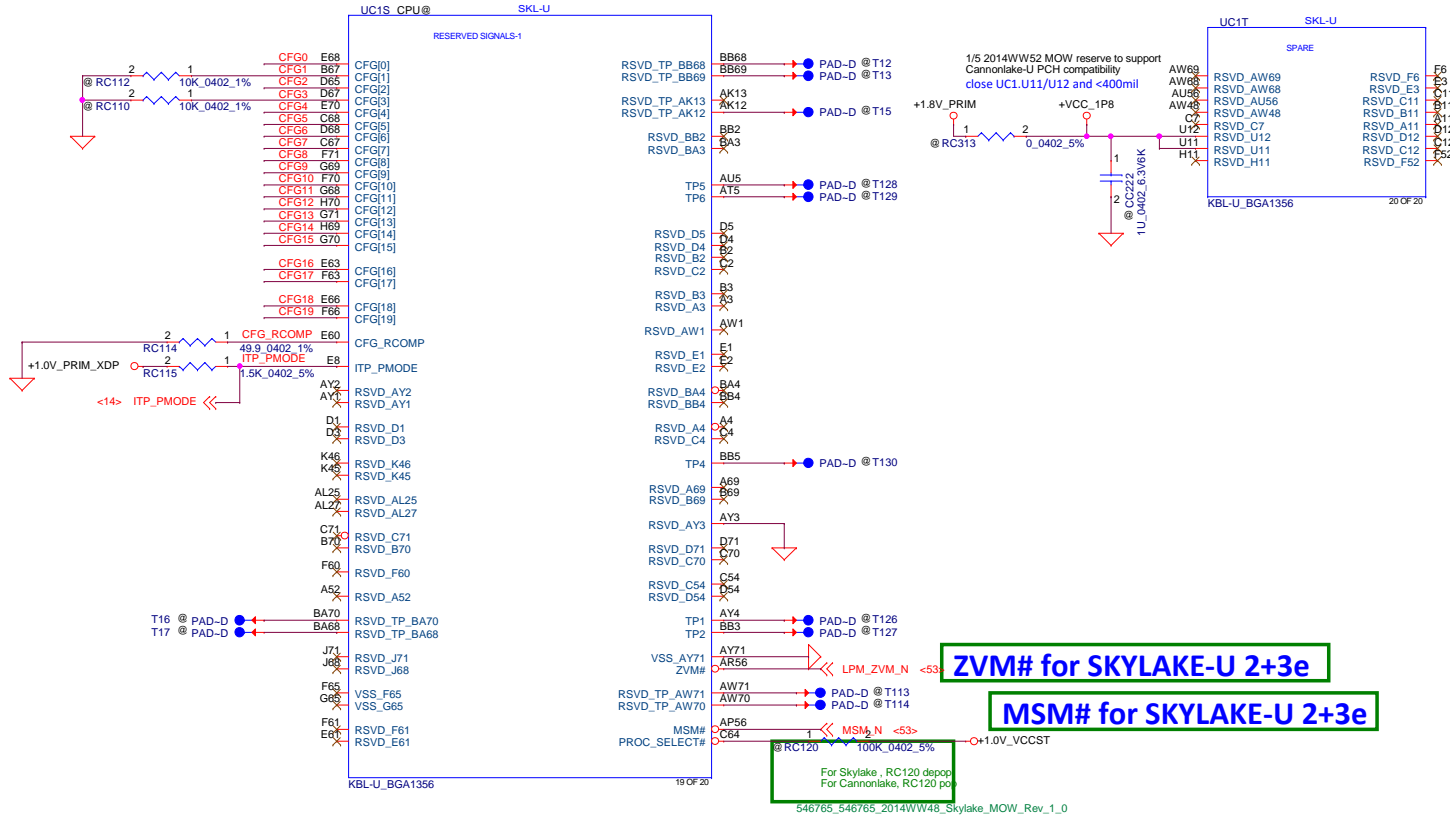 UC1S CPU@ SKL-U
RESERVED SIGNALS-1
CFG0 E68 CFG[0]
CFG1 B67 CFG[1]
CFG2 D65 CFG[2]
CFG3 D67 CFG[3]
CFG4 E70 CFG[4]
CFG5 C68 CFG[5]
CFG6 D68 CFG[6]
CFG7 C67 CFG[7]
CFG8 F71 CFG[8]
CFG9 G69 CFG[9]
CFG10 F70 CFG[10]
CFG11 G68 CFG[11]
CFG12 H70 CFG[12]
CFG13 G71 CFG[13]
CFG14 H69 CFG[14]
CFG15 G70 CFG[15]
CFG16 E63 CFG[16]
CFG17 F63 CFG[17]
CFG18 E66 CFG[18]
CFG19 F66 CFG[19]
2 1
@ RC112 10K_0402_1%
2 1
@ RC110 10K_0402_1%
2 1 CFG_RCOMP E60 CFG_RCOMP
RC114 49.9_0402_1%
+1.0V_PRIM_XDP 2 1 ITP_PMODE E8 ITP_PMODE
RC115 1.5K_0402_5%
<14> ITP_PMODE
AY2 RSVD_AY2
AY1 RSVD_AY1
D1 RSVD_D1
D3 RSVD_D3
K46 RSVD_K46
K45 RSVD_K45
AL25 RSVD_AL25
AL27 RSVD_AL27
C71 RSVD_C71
B70 RSVD_B70
F60 RSVD_F60
A52 RSVD_A52
T16 @ PAD~D BA70 RSVD_TP_BA70
T17 @ PAD~D BA68 RSVD_TP_BA68
J71 RSVD_J71
J68 RSVD_J68
F65 VSS_F65
G65 VSS_G65
F61 RSVD_F61
E61 RSVD_E61
RSVD_TP_BB68 BB68 PAD~D @ T12
RSVD_TP_BB69 BB69 PAD~D @ T13
RSVD_TP_AK13 AK13
RSVD_TP_AK12 AK12 PAD~D @ T15
RSVD_BB2 BB2
RSVD_BA3 BA3
TP5 AU5 PAD~D @ T128
TP6 AT5 PAD~D @ T129
RSVD_D5 D5
RSVD_D4 D4
RSVD_B2 B2
RSVD_C2 C2
RSVD_B3 B3
RSVD_A3 A3
RSVD_AW1 AW1
RSVD_E1 E1
RSVD_E2 E2
RSVD_BA4 BA4
RSVD_BB4 BB4
RSVD_A4 A4
RSVD_C4 C4
TP4 BB5 PAD~D @ T130
RSVD_A69 A69
RSVD_B69 B69
RSVD_AY3 AY3
RSVD_D71 D71
RSVD_C70 C70
RSVD_C54 C54
RSVD_D54 D54
TP1 AY4 PAD~D @ T126
TP2 BB3 PAD~D @ T127
VSS_AY71 AY71
ZVM# AR56 LPM_ZVM_N <53>
RSVD_TP_AW71 AW71 PAD~D @ T113
RSVD_TP_AW70 AW70 PAD~D @ T114
MSM# AP56 MSM_N <53>
PROC_SELECT# C64 1 2 +1.0V_VCCST
@ RC120 100K_0402_5%
KBL-U_BGA1356 19 OF 20
ZVM# for SKYLAKE-U 2+3e
MSM# for SKYLAKE-U 2+3e
For Skylake , RC120 depop
For Cannonlake, RC120 pop
546765_546765_2014WW48_Skylake_MOW_Rev_1_0
1/5 2014WW52 MOW reserve to support
Cannonlake-U PCH compatibility
close UC1.U11/U12 and <400mil
+1.8V_PRIM +VCC_1P8
1 2
@ RC313 0_0402_5%
1
2
@ CC222
1U_0402_6.3V6K
UC1T SKL-U
SPARE
AW69 RSVD_AW69
AW68 RSVD_AW68
AU56 RSVD_AU56
AW48 RSVD_AW48
C7 RSVD_C7
U12 RSVD_U12
U11 RSVD_U11
H11 RSVD_H11
RSVD_F6 F6
RSVD_E3 E3
RSVD_C11 C11
RSVD_B11 B11
RSVD_A11 A11
RSVD_D12 D12
RSVD_C12 C12
RSVD_F52 F52
KBL-U_BGA1356 20 OF 20